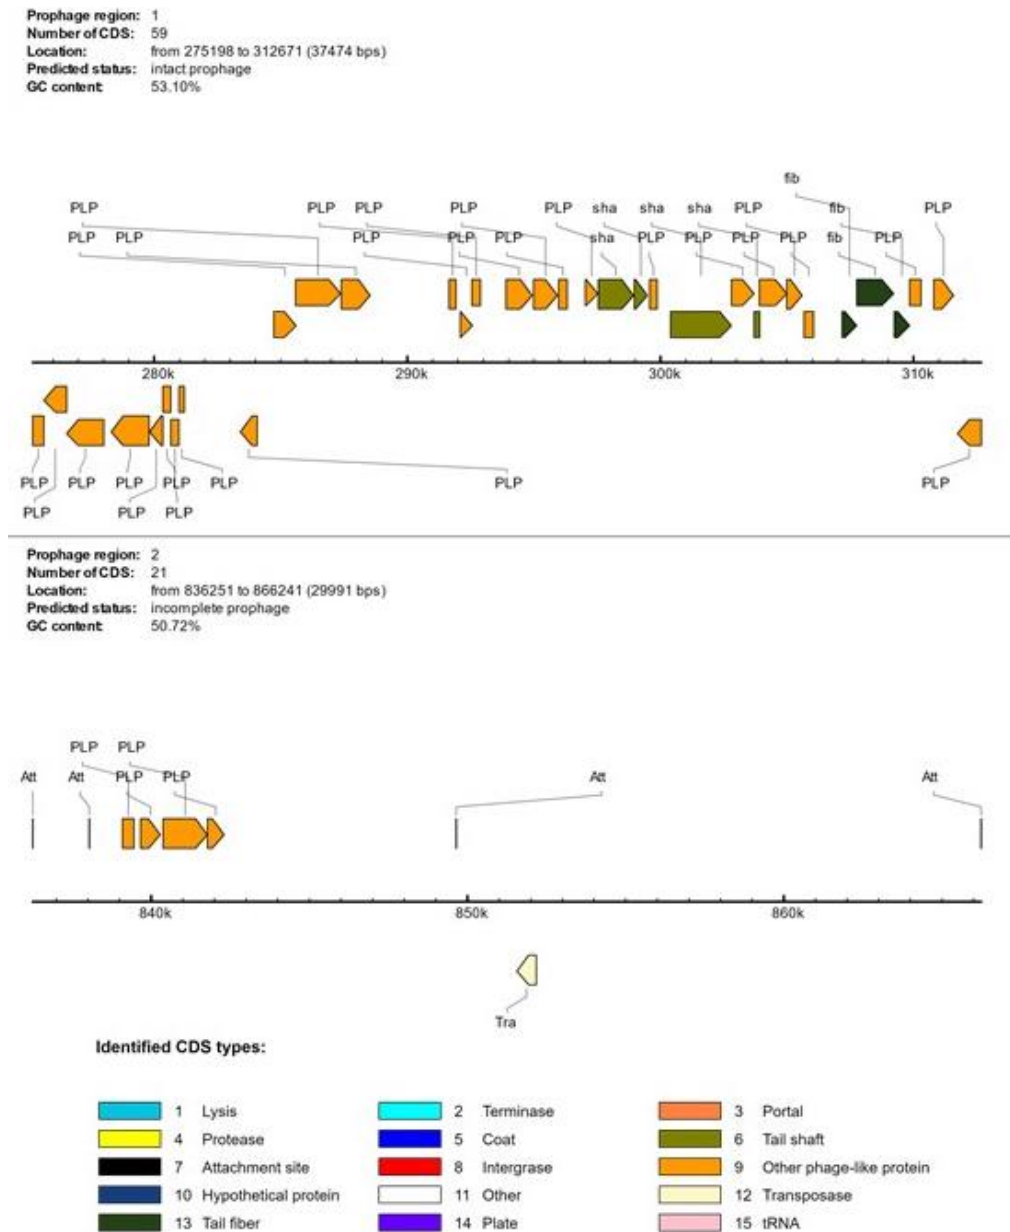 Prophage region: 1
Number of CDS: 59
Location: from 275198 to 312671 (37474 bps)
Predicted status: intact prophage
GC content: 53.10%
fib
PLP PLP PLP PLP PLP sha sha sha PLP fib PLP
PLP PLP PLP PLP PLP sha PLP PLP PLP PLP fib PLP
280k 290k 300k 310k
PLP PLP PLP PLP PLP PLP PLP
PLP PLP PLP
Prophage region: 2
Number of CDS: 21
Location: from 836251 to 866241 (29991 bps)
Predicted status: incomplete prophage
GC content: 50.72%
PLP PLP
Att Att PLP PLP Att Att
840k 850k 860k
Tra
Identified CDS types:
1 Lysis 2 Terminase 3 Portal
4 Protease 5 Coat 6 Tail shaft
7 Attachment site 8 Intergrase 9 Other phage-like protein
10 Hypothetical protein 11 Other 12 Transposase
13 Tail fiber 14 Plate 15 tRNA